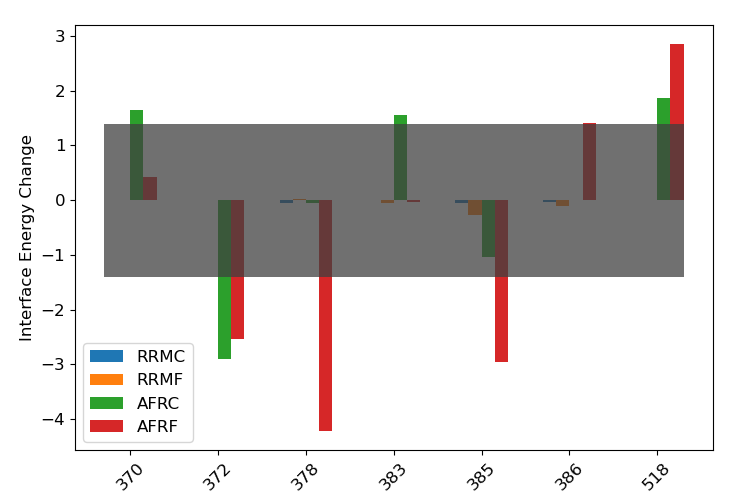 Interface Energy Change
3
2
1
0
−1
−2
−3
−4
RRMC
RRMF
AFRC
AFRF
370 372 378 383 385 386 518